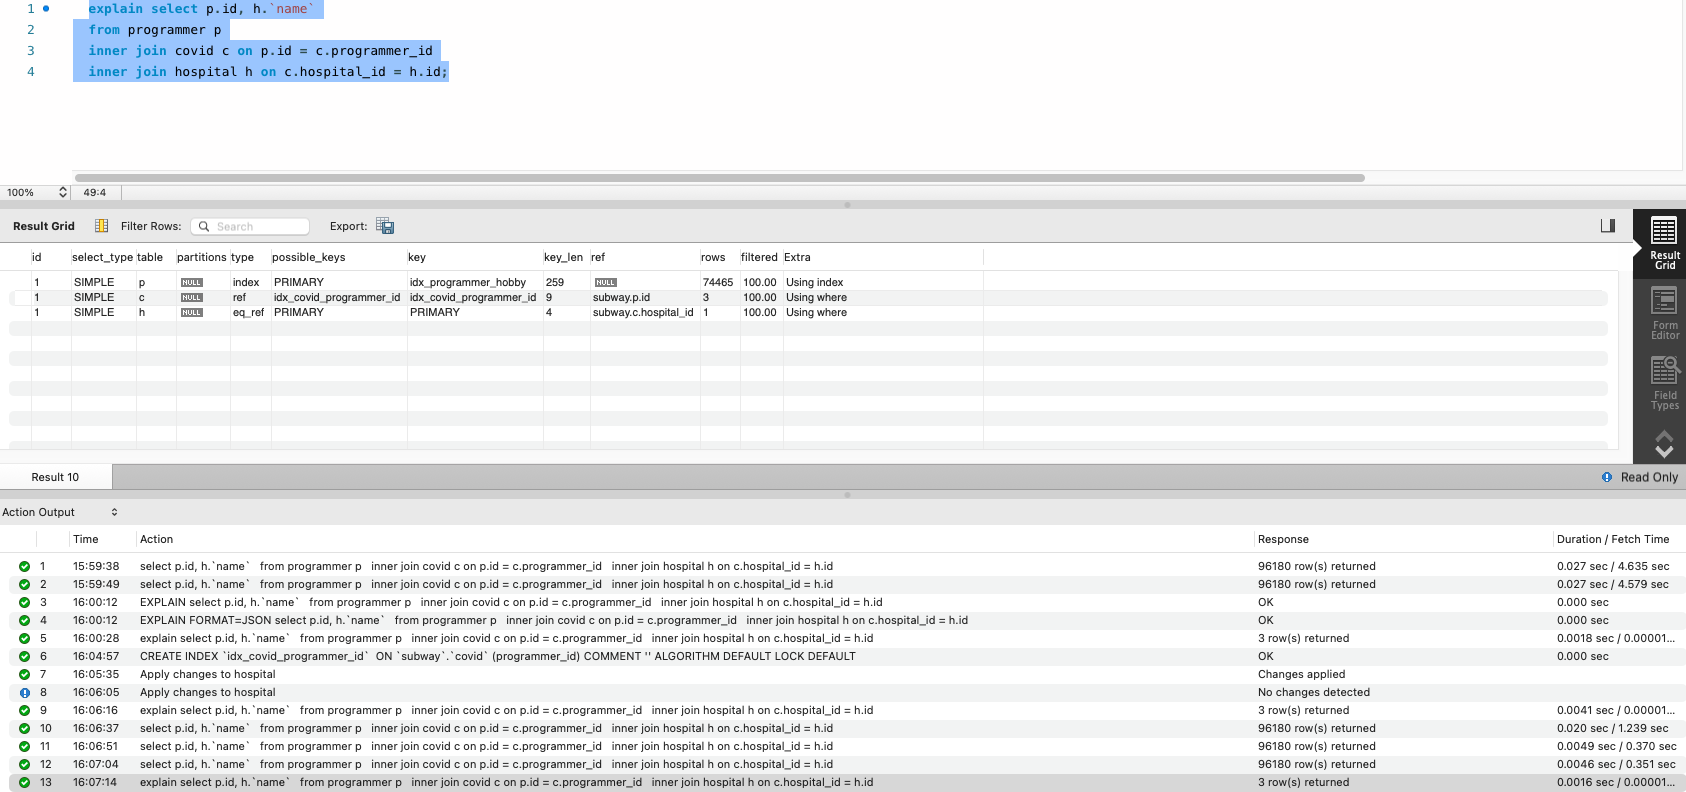 1 explain select p.id, h.`name`
2 from programmer p
3 inner join covid c on p.id = c.programmer_id
4 inner join hospital h on c.hospital_id = h.id;
100% 49:4
Result Grid Filter Rows: Search Export:
id select_type table partitions type possible_keys key key_len ref rows filtered Extra
1 SIMPLE p NULL index PRIMARY idx_programmer_hobby 259 NULL 74465 100.00 Using index
1 SIMPLE c NULL ref idx_covid_programmer_id idx_covid_programmer_id 9 subway.p.id 3 100.00 Using where
1 SIMPLE h NULL eq_ref PRIMARY PRIMARY 4 subway.c.hospital_id 1 100.00 Using where
Result
Grid
Form
Editor
Field
Types
Result 10 Read Only
Action Output
Time Action Response Duration / Fetch Time
1 15:59:38 select p.id, h.`name` from programmer p inner join covid c on p.id = c.programmer_id inner join hospital h on c.hospital_id = h.id 96180 row(s) returned 0.027 sec / 4.635 sec
2 15:59:49 select p.id, h.`name` from programmer p inner join covid c on p.id = c.programmer_id inner join hospital h on c.hospital_id = h.id 96180 row(s) returned 0.027 sec / 4.579 sec
3 16:00:12 EXPLAIN select p.id, h.`name` from programmer p inner join covid c on p.id = c.programmer_id inner join hospital h on c.hospital_id = h.id OK 0.000 sec
4 16:00:12 EXPLAIN FORMAT=JSON select p.id, h.`name` from programmer p inner join covid c on p.id = c.programmer_id inner join hospital h on c.hospital_id = h.id OK 0.000 sec
5 16:00:28 explain select p.id, h.`name` from programmer p inner join covid c on p.id = c.programmer_id inner join hospital h on c.hospital_id = h.id 3 row(s) returned 0.0018 sec / 0.00001...
6 16:04:57 CREATE INDEX `idx_covid_programmer_id` ON `subway`.`covid` (programmer_id) COMMENT '' ALGORITHM DEFAULT LOCK DEFAULT OK 0.000 sec
7 16:05:35 Apply changes to hospital Changes applied
8 16:06:05 Apply changes to hospital No changes detected
9 16:06:16 explain select p.id, h.`name` from programmer p inner join covid c on p.id = c.programmer_id inner join hospital h on c.hospital_id = h.id 3 row(s) returned 0.0041 sec / 0.00001...
10 16:06:37 select p.id, h.`name` from programmer p inner join covid c on p.id = c.programmer_id inner join hospital h on c.hospital_id = h.id 96180 row(s) returned 0.020 sec / 1.239 sec
11 16:06:51 select p.id, h.`name` from programmer p inner join covid c on p.id = c.programmer_id inner join hospital h on c.hospital_id = h.id 96180 row(s) returned 0.0049 sec / 0.370 sec
12 16:07:04 select p.id, h.`name` from programmer p inner join covid c on p.id = c.programmer_id inner join hospital h on c.hospital_id = h.id 96180 row(s) returned 0.0046 sec / 0.351 sec
13 16:07:14 explain select p.id, h.`name` from programmer p inner join covid c on p.id = c.programmer_id inner join hospital h on c.hospital_id = h.id 3 row(s) returned 0.0016 sec / 0.00001...